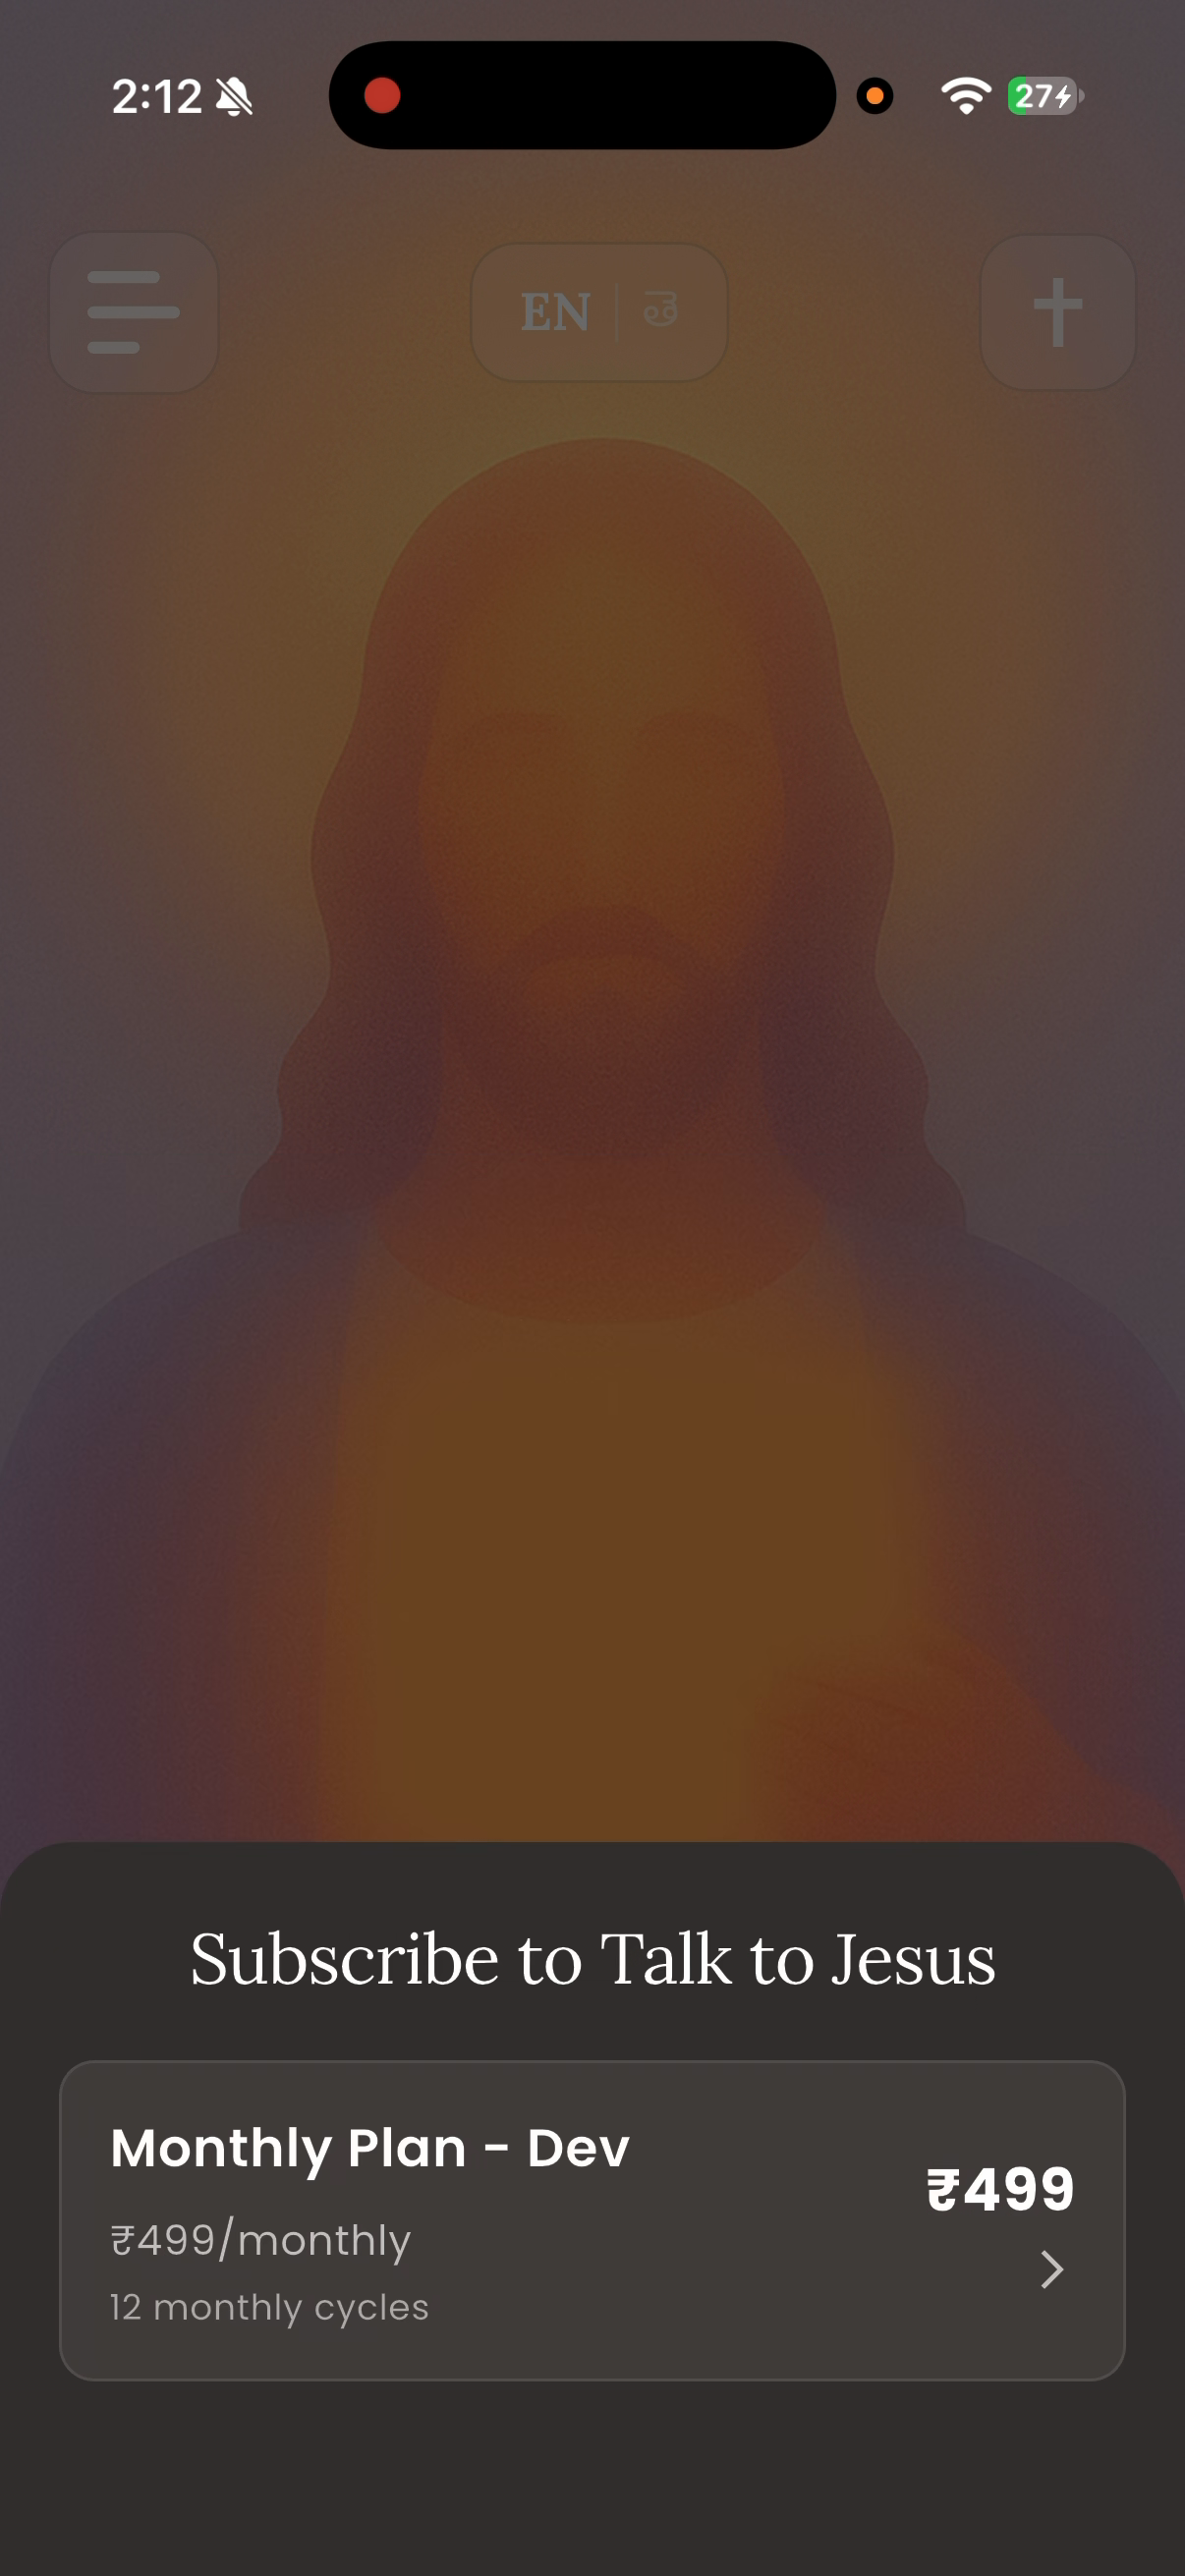 2:12
27
EN | తె
Subscribe to Talk to Jesus
Monthly Plan - Dev
₹499
₹499/monthly
12 monthly cycles